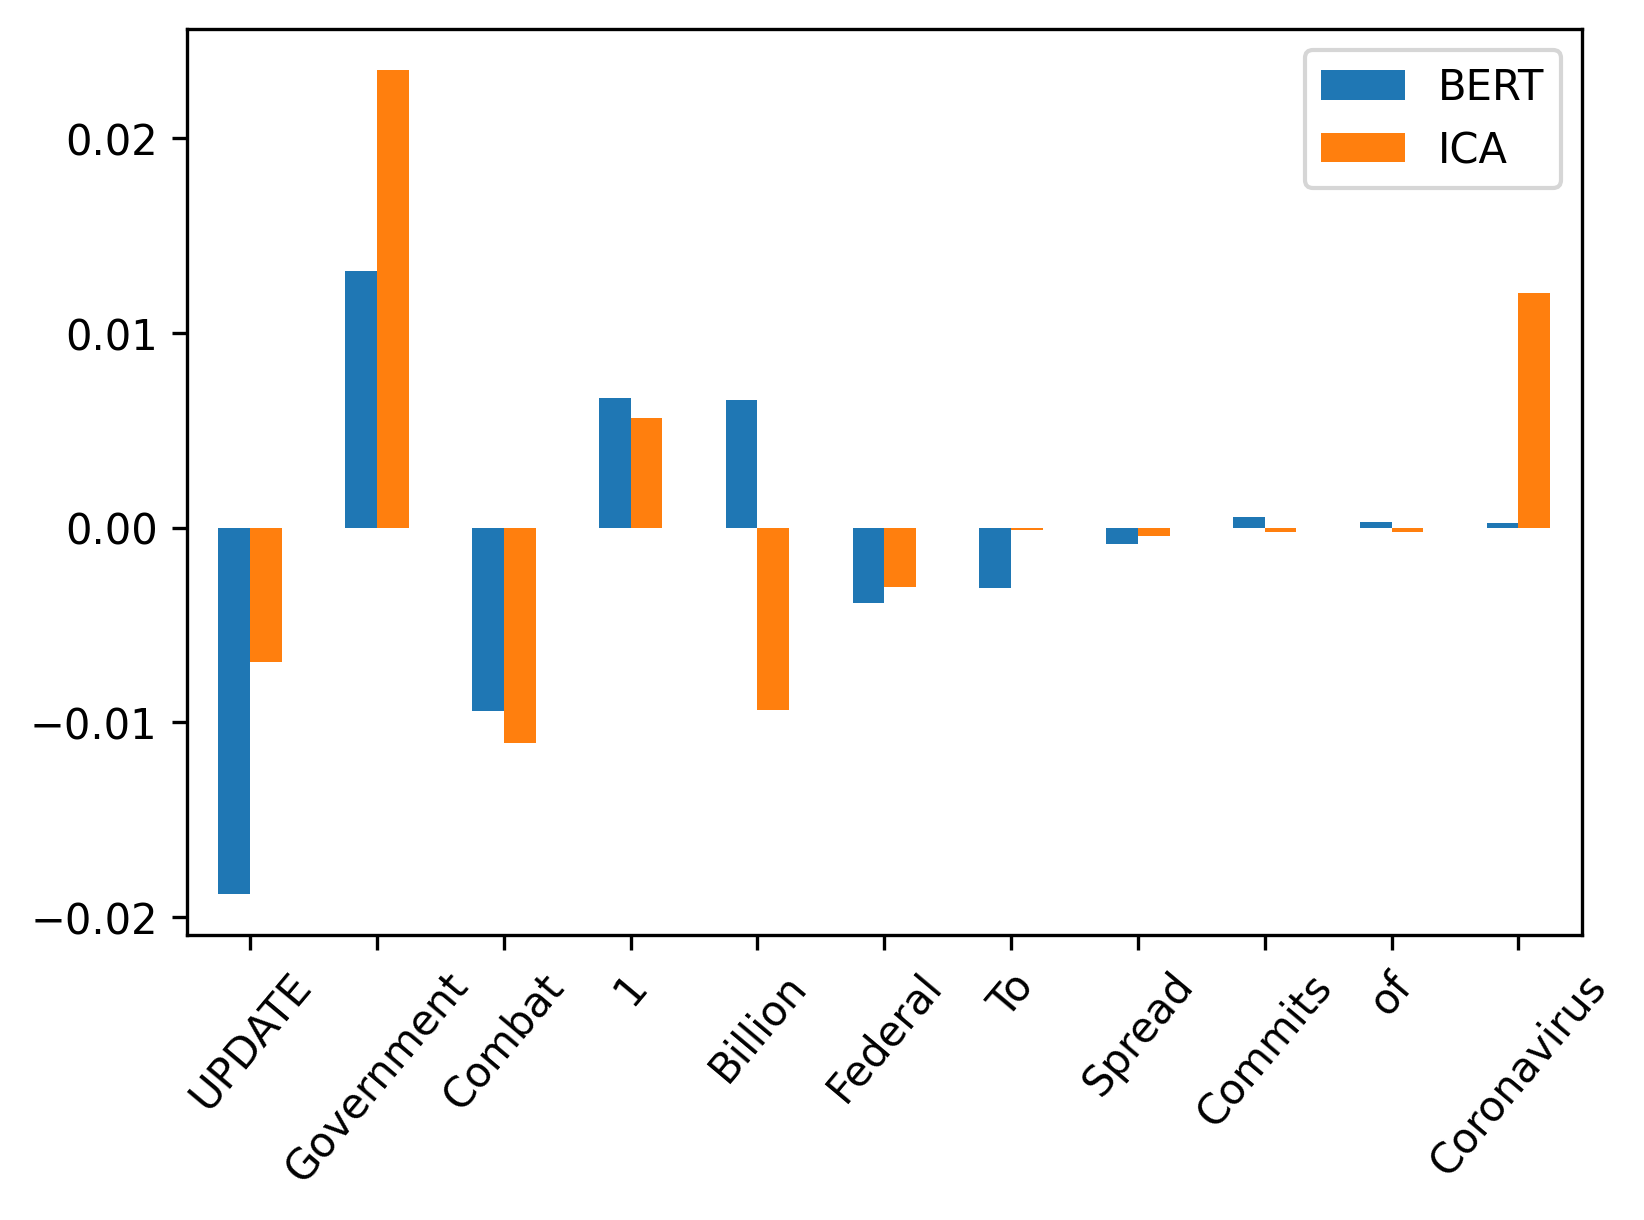 BERT
ICA
0.02
0.01
0.00
−0.01
−0.02
UPDATE
Government
Combat
1
Billion
Federal
To
Spread
Commits
of
Coronavirus